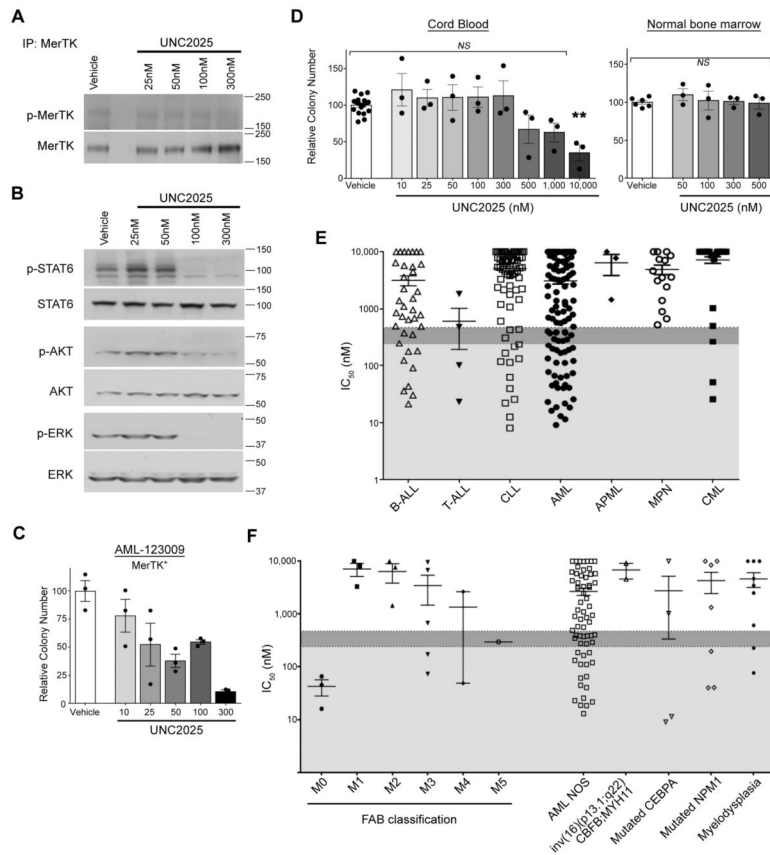 A
IP: MerTK
UNC2025
Vehicle
25nM
50nM
100nM
300nM
250
p-MerTK
150
250
MerTK
150
B
UNC2025
Vehicle
25nM
50nM
100nM
300nM
150
p-STAT6
100
STAT6
100
75
p-AKT
50
75
AKT
50
50
p-ERK
37
50
ERK
37
C
AML-123009
MerTK⁺
Relative Colony Number
100
75
50
25
0
Vehicle
10
25
50
100
300
UNC2025
D
Cord Blood
Normal bone marrow
NS
NS
Relative Colony Number
150
100
50
0
150
100
50
0
**
Vehicle
10
25
50
100
300
500
1,000
10,000
UNC2025 (nM)
Vehicle
50
100
300
500
UNC2025 (nM)
E
IC₅₀ (nM)
10,000
1000
100
10
1
B-ALL
T-ALL
CLL
AML
APML
MPN
CML
F
IC₅₀ (nM)
10,000
1,000
100
10
M0
M1
M2
M3
M4
M5
FAB classification
AML NOS
inv(16)(p13.1;q22)
CBFB;MYH11
Mutated CEBPA
Mutated NPM1
Myelodysplasia